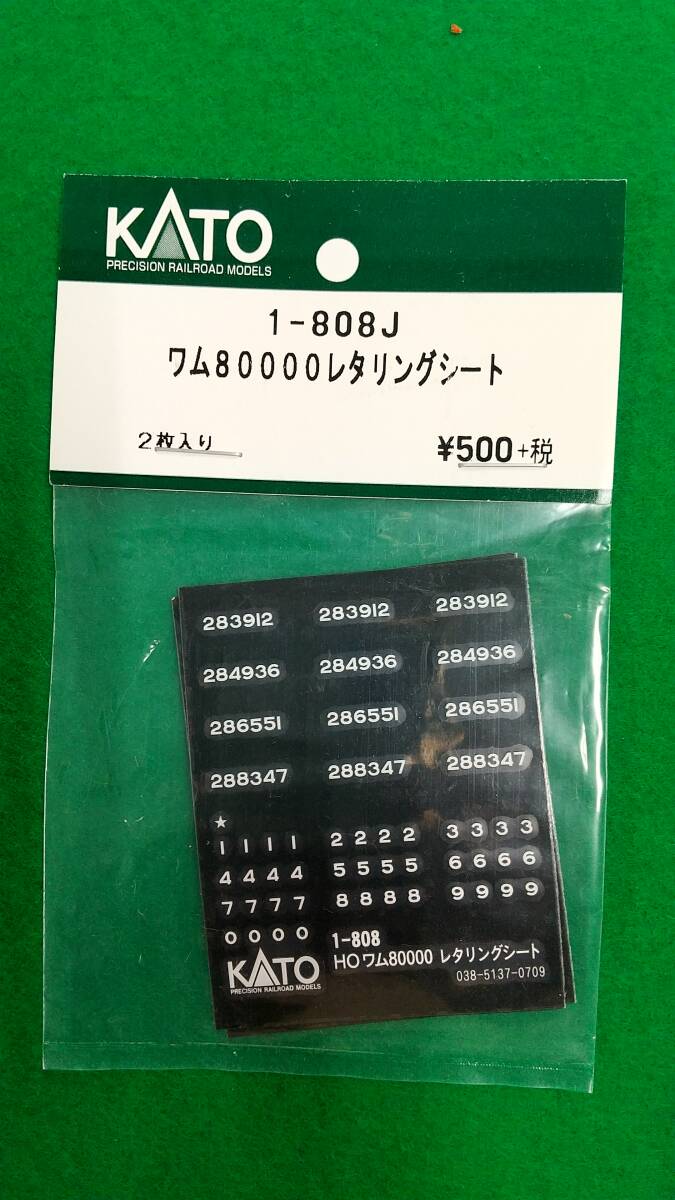 KATO
PRECISION RAILROAD MODELS
1-808J
ワム80000レタリングシート
2枚入り
¥500+税
283912 283912 283912
284936 284936 284936
286551 286551 286551
288347 288347 288347
★
1 1 1 1 2 2 2 2 3 3 3 3
4 4 4 4 5 5 5 5 6 6 6 6
7 7 7 7 8 8 8 8 9 9 9 9
0 0 0 0
1-808
HOワム80000 レタリングシート
KATO
PRECISION RAILROAD MODELS
038-5137-0709